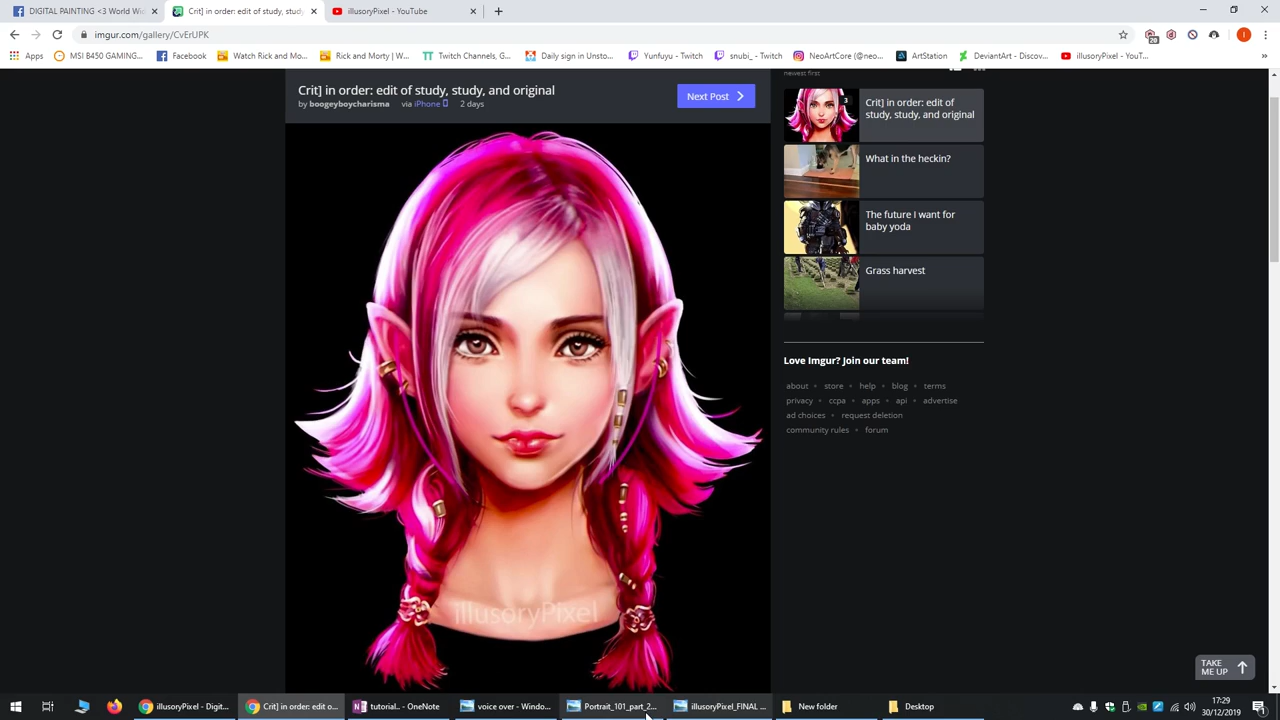 DIGITAL PAINTING <3 World Wi
Crit] in order: edit of study, study
illusoryPixel - YouTube
imgur.com/gallery/CvErUPK
20
I
Apps
MSI B450 GAMING...
Facebook
Watch Rick and Mort...
Rick and Morty | W...
TT Twitch Channels, G...
Daily sign in - Unsto...
Yunfuyu - Twitch
snubi_ - Twitch
NeoArtCore (@neo...
ArtStation
DeviantArt - Discov...
illusoryPixel - YouT...
»
Crit] in order: edit of study, study, and original
by boogeyboycharisma via iPhone 2 days
Next Post
newest first
3
Crit] in order: edit of
study, study, and original
What in the heckin?
The future I want for
baby yoda
Grass harvest
Love Imgur? Join our team!
about • store • help • blog • terms
privacy • ccpa • apps • api • advertise
ad choices • request deletion
community rules • forum
illusoryPixel
TAKE
ME UP
illusoryPixel - Digit...
Crit] in order: edit o...
tutorial.. - OneNote
voice over - Windo...
Portrait_101_part_2...
illusoryPixel_FINAL ...
New folder
Desktop
17:29
30/12/2019